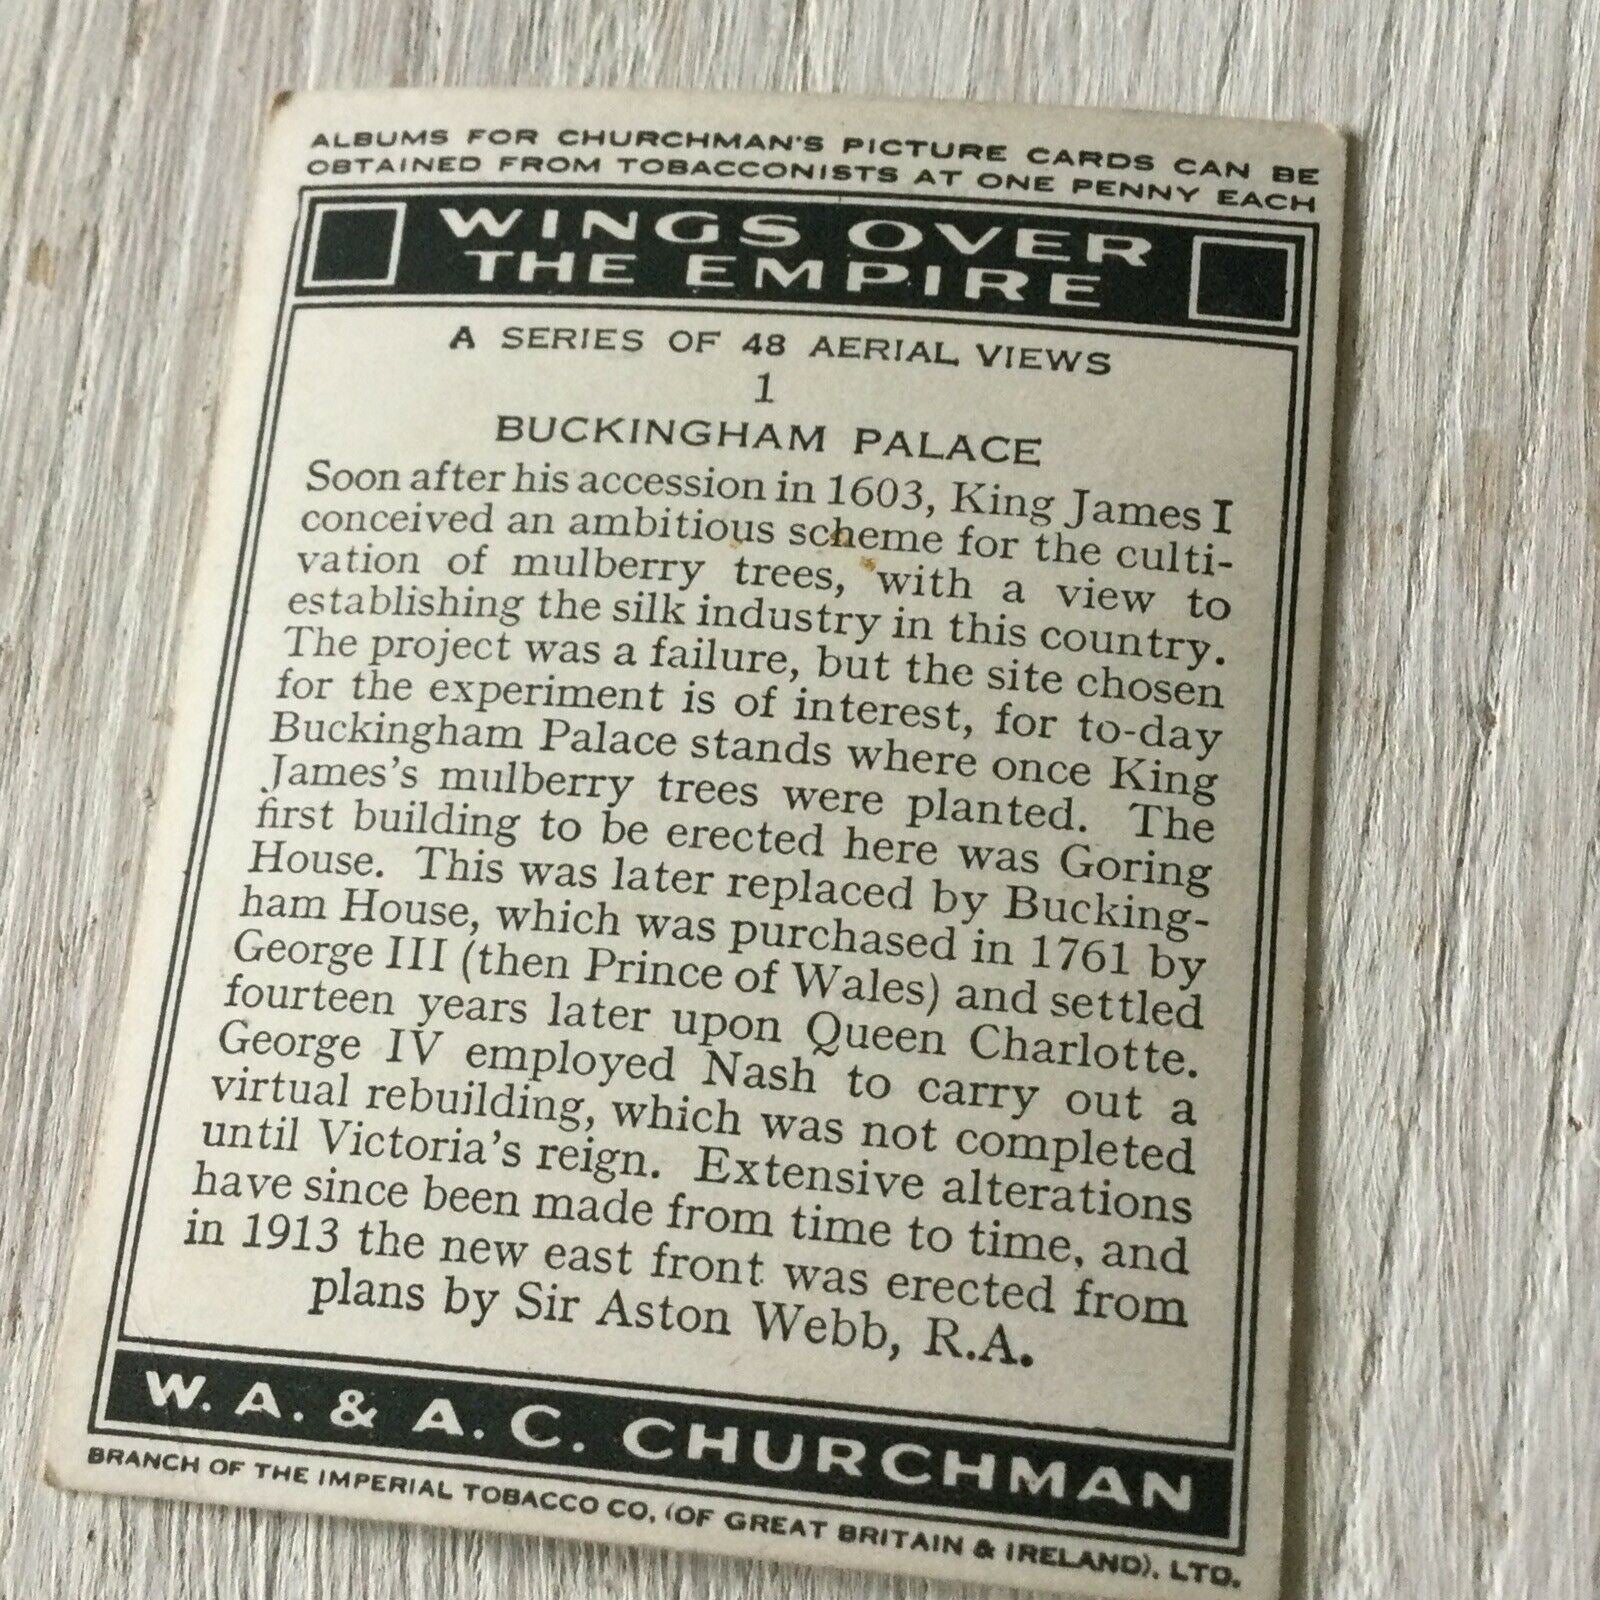 ALBUMS FOR CHURCHMAN'S PICTURE CARDS CAN BE
OBTAINED FROM TOBACCONISTS AT ONE PENNY EACH
WINGS OVER
THE EMPIRE
A SERIES OF 48 AERIAL VIEWS
1
BUCKINGHAM PALACE
Soon after his accession in 1603, King James I
conceived an ambitious scheme for the culti-
vation of mulberry trees, with a view to
establishing the silk industry in this country.
The project was a failure, but the site chosen
for the experiment is of interest, for to-day
Buckingham Palace stands where once King
James's mulberry trees were planted. The
first building to be erected here was Goring
House. This was later replaced by Bucking-
ham House, which was purchased in 1761 by
George III (then Prince of Wales) and settled
fourteen years later upon Queen Charlotte.
George IV employed Nash to carry out a
virtual rebuilding, which was not completed
until Victoria's reign. Extensive alterations
have since been made from time to time, and
in 1913 the new east front was erected from
plans by Sir Aston Webb, R.A.
W. A. & A. C. CHURCHMAN
BRANCH OF THE IMPERIAL TOBACCO CO, (OF GREAT BRITAIN & IRELAND), LTD.